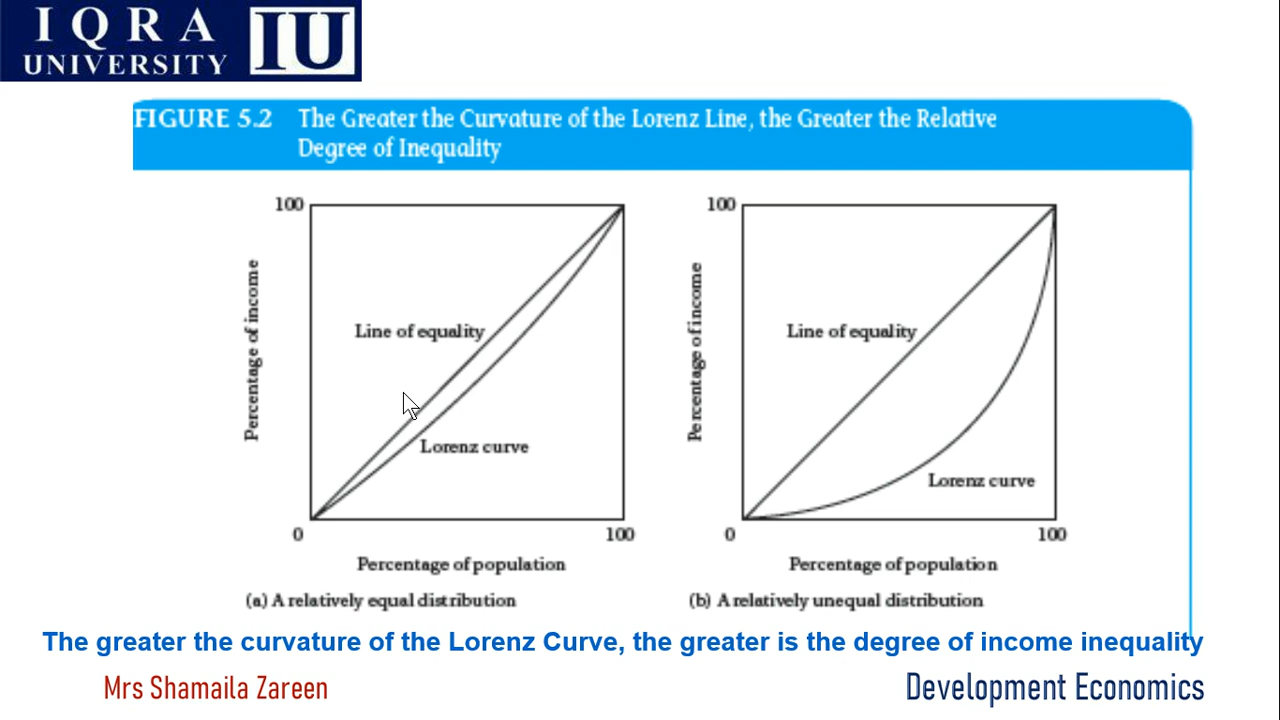 IQRA
UNIVERSITY
IU
FIGURE 5.2 The Greater the Curvature of the Lorenz Line, the Greater the Relative
Degree of Inequality
100
Percentage of income
Line of equality
Lorenz curve
0
100
Percentage of population
(a) A relatively equal distribution
100
Percentage of income
Line of equality
Lorenz curve
0
100
Percentage of population
(b) A relatively unequal distribution
The greater the curvature of the Lorenz Curve, the greater is the degree of income inequality
Mrs Shamaila Zareen
Development Economics